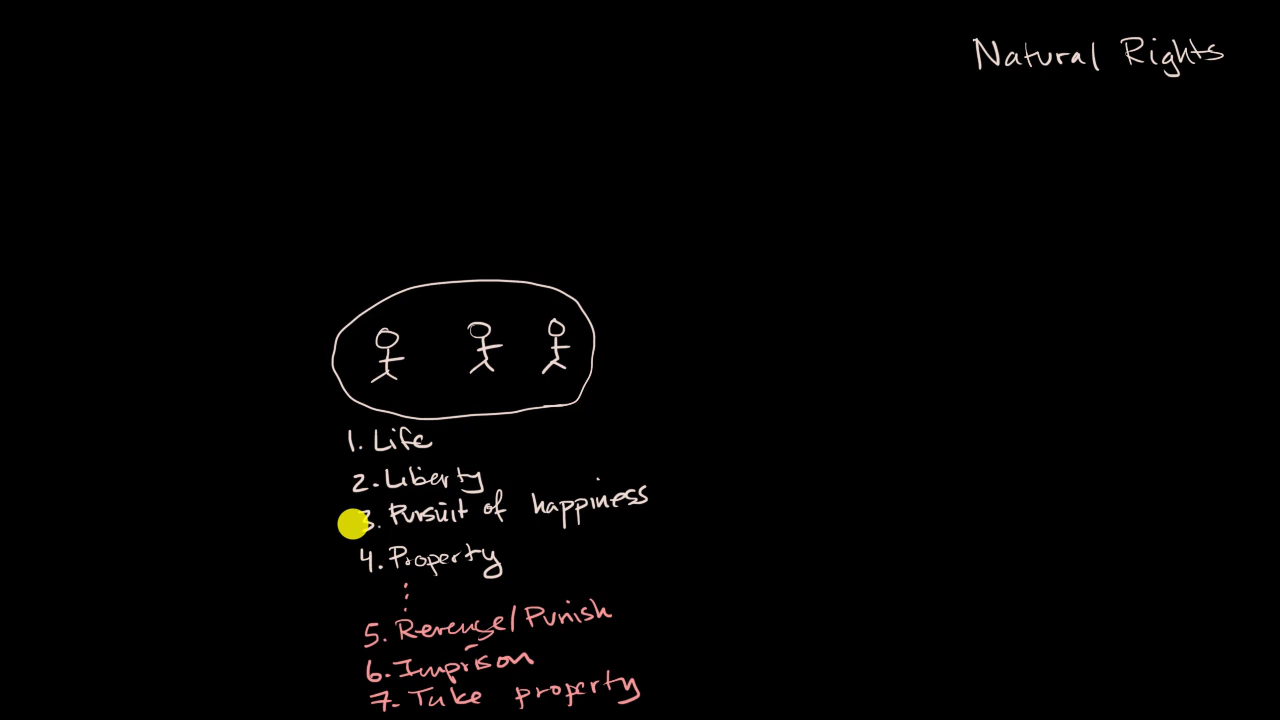 Natural Rights
1. Life
2. Liberty
3. Pursuit of happiness
4. Property
5. Revenge/Punish
6. Imprison
7. Take property